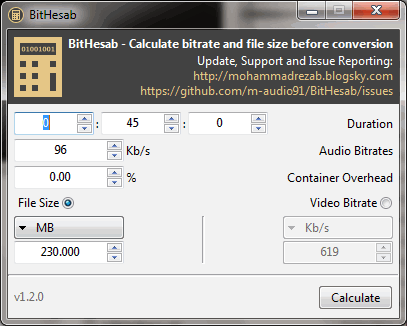 BitHesab
01001001
BitHesab - Calculate bitrate and file size before conversion
Update, Support and Issue Reporting:
http://mohammadrezab.blogsky.com
https://github.com/m-audio91/BitHesab/issues
0 : 45 : 0 Duration
96 Kb/s Audio Bitrates
0.00 % Container Overhead
File Size Video Bitrate
MB Kb/s
230.000 619
v1.2.0 Calculate